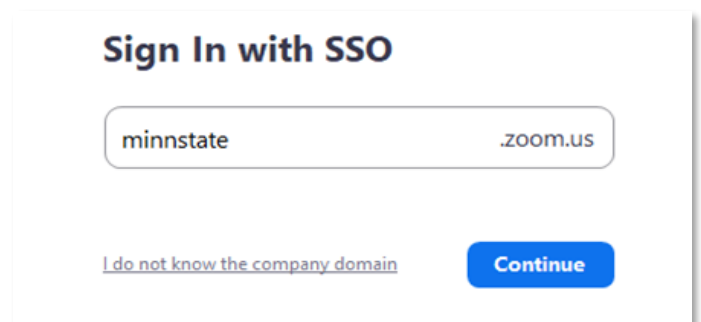 Sign In with SSO
minnstate .zoom.us
I do not know the company domain Continue